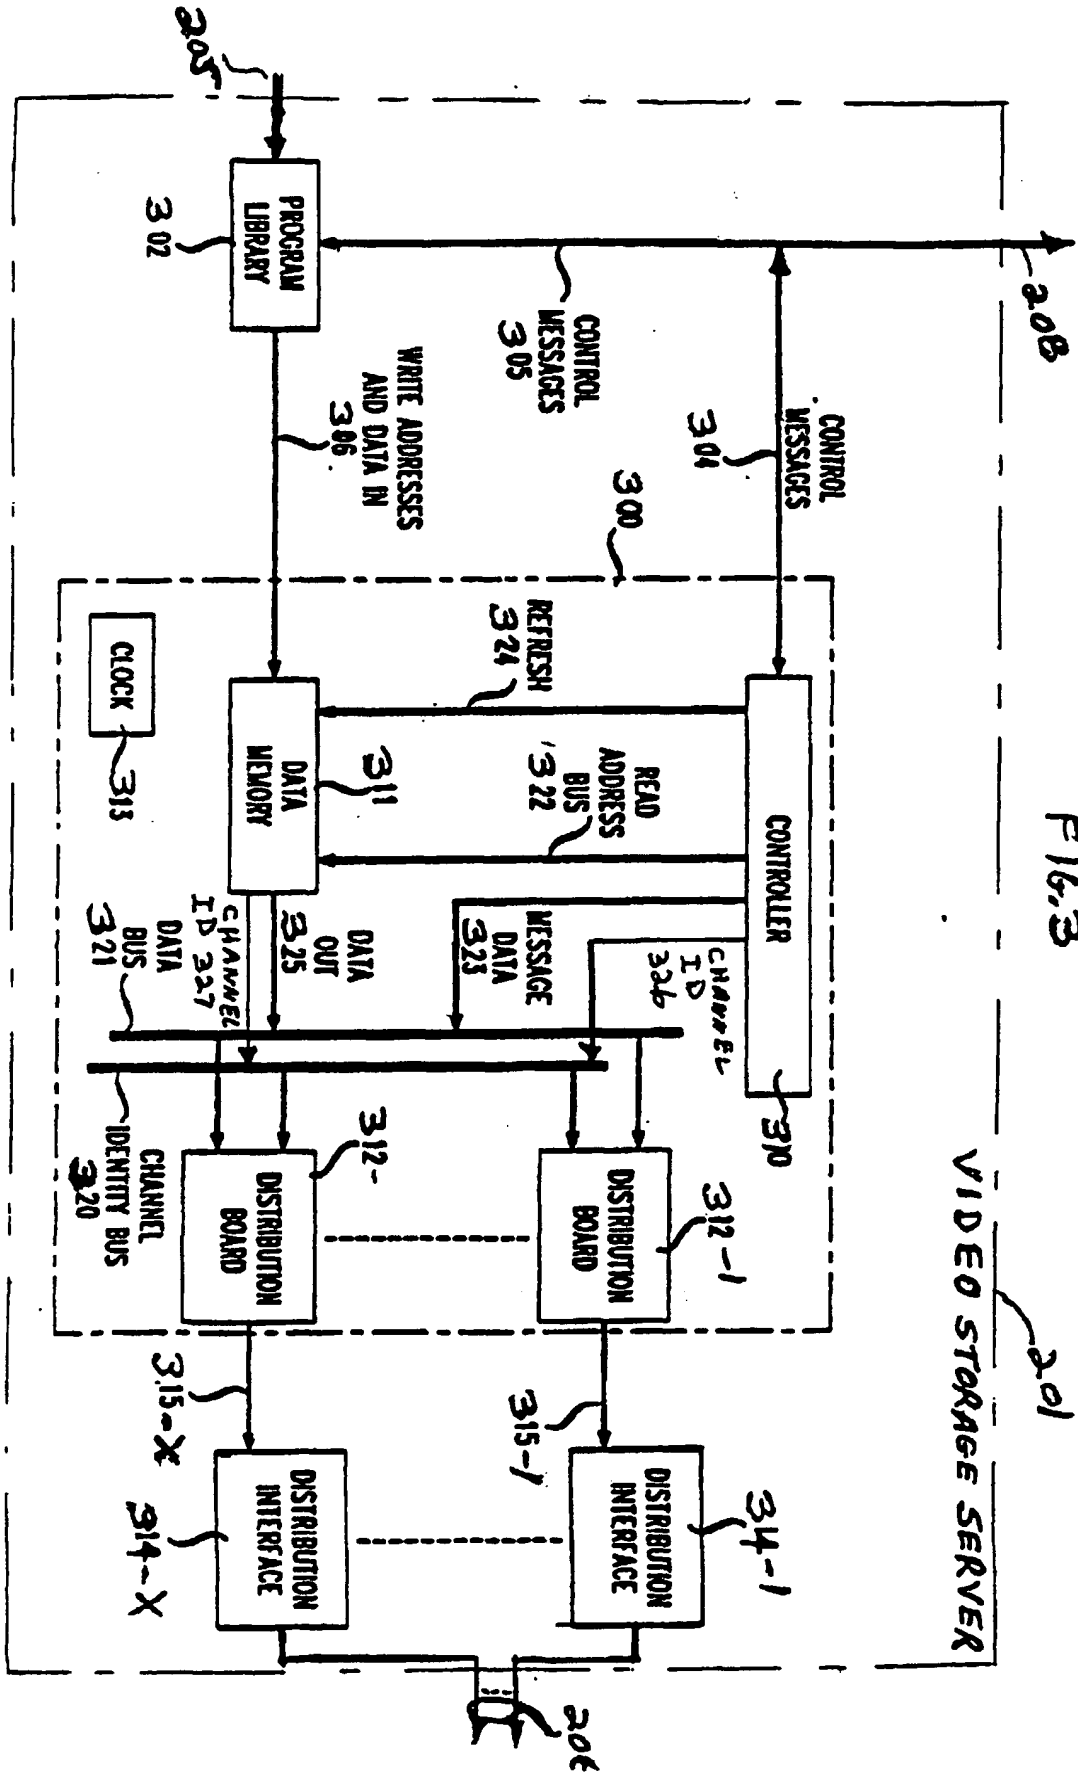 FIG.3
VIDEO STORAGE SERVER
201
208
CONTROL
MESSAGES
304
CONTROL
MESSAGES
305
205
PROGRAM
LIBRARY
302
WRITE ADDRESSES
AND DATA IN
306
300
CONTROLLER
310
REFRESH
324
READ
ADDRESS
BUS
322
MESSAGE
DATA
323
CHANNEL
ID
326
DATA
MEMORY
311
CLOCK
313
DATA
OUT
325
CHANNEL
ID 327
DATA
BUS
321
CHANNEL
IDENTITY BUS
320
DISTRIBUTION
BOARD
312-1
DISTRIBUTION
BOARD
312-
315-1
315-X
DISTRIBUTION
INTERFACE
314-1
DISTRIBUTION
INTERFACE
314-X